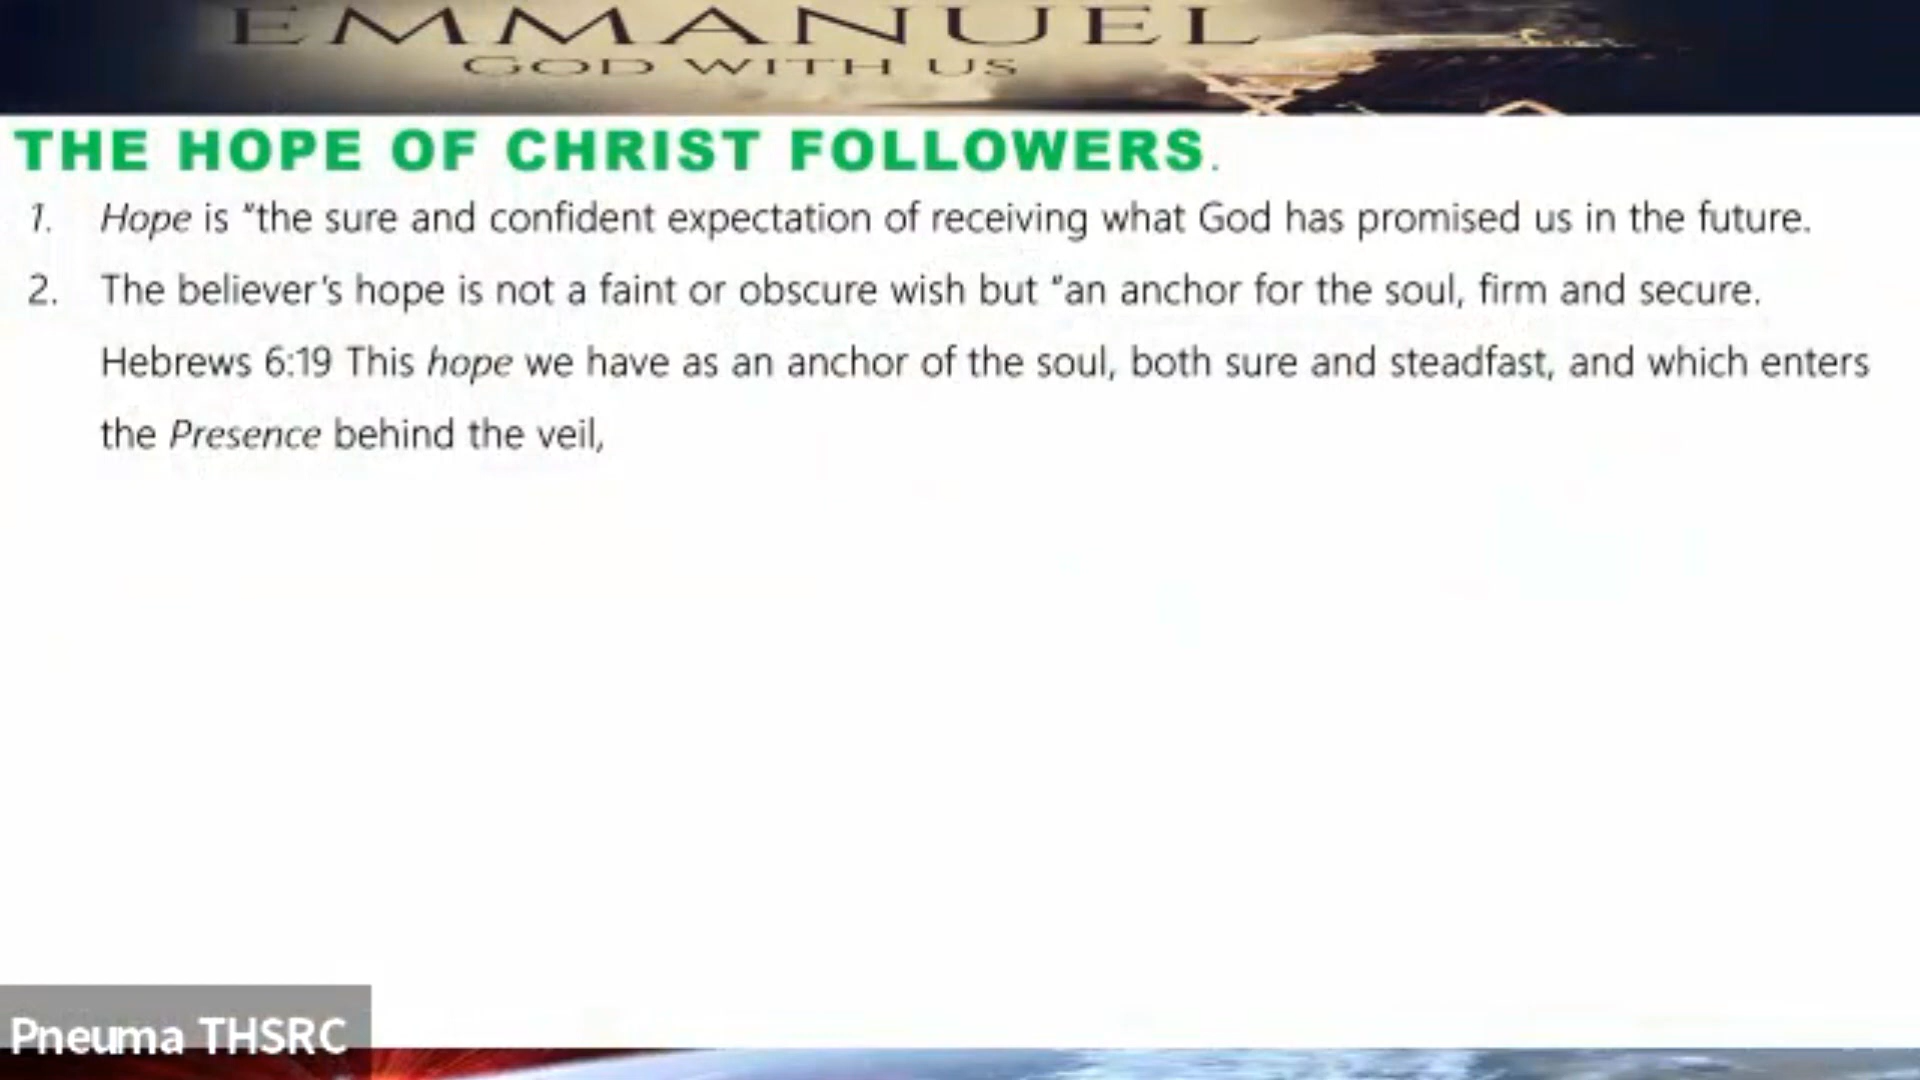 EMMANUEL
GOD WITH US
THE HOPE OF CHRIST FOLLOWERS.
1. Hope is “the sure and confident expectation of receiving what God has promised us in the future.
2. The believer’s hope is not a faint or obscure wish but “an anchor for the soul, firm and secure.
Hebrews 6:19 This hope we have as an anchor of the soul, both sure and steadfast, and which enters
the Presence behind the veil,
Pneuma THSRC